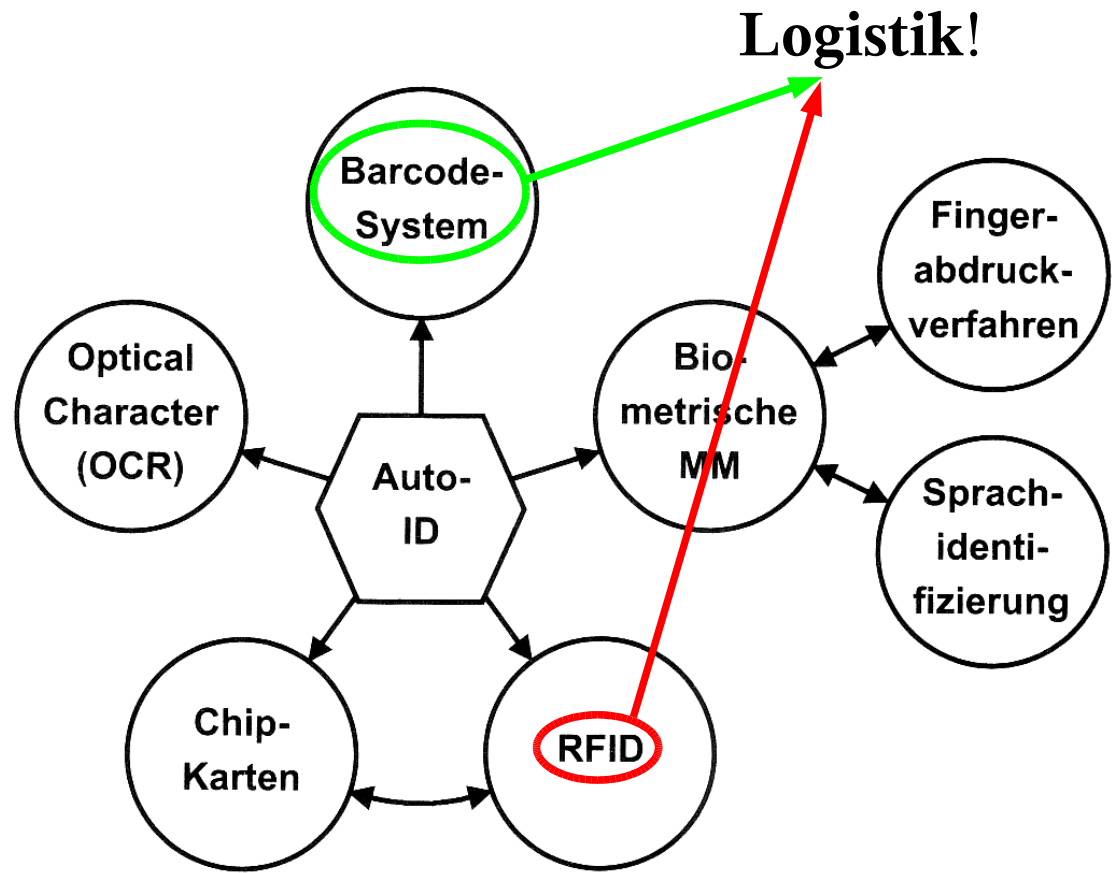 Logistik!
Barcode-
System
Finger-
abdruck-
verfahren
Optical
Character
(OCR)
Bio-
metrische
MM
Auto-
ID
Sprach-
identi-
fizierung
Chip-
Karten
RFID